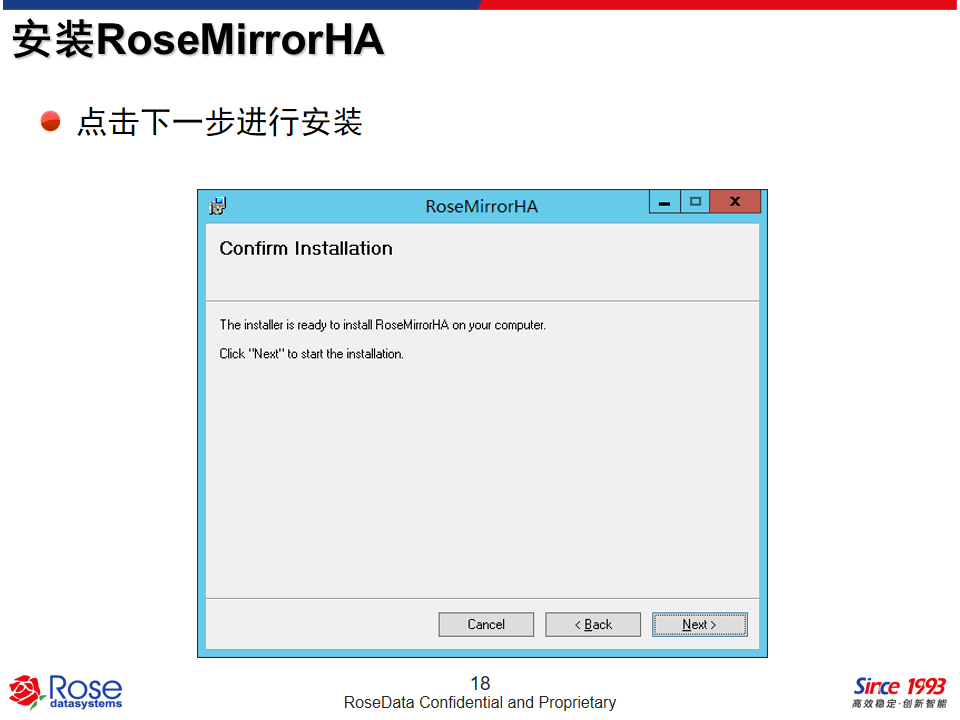 安装RoseMirrorHA
点击下一步进行安装
RoseMirrorHA
Confirm Installation
The installer is ready to install RoseMirrorHA on your computer.
Click "Next" to start the installation.
Cancel
< Back
Next >
Rose
datasystems
18
RoseData Confidential and Proprietary
Since 1993
高效稳定·创新智能